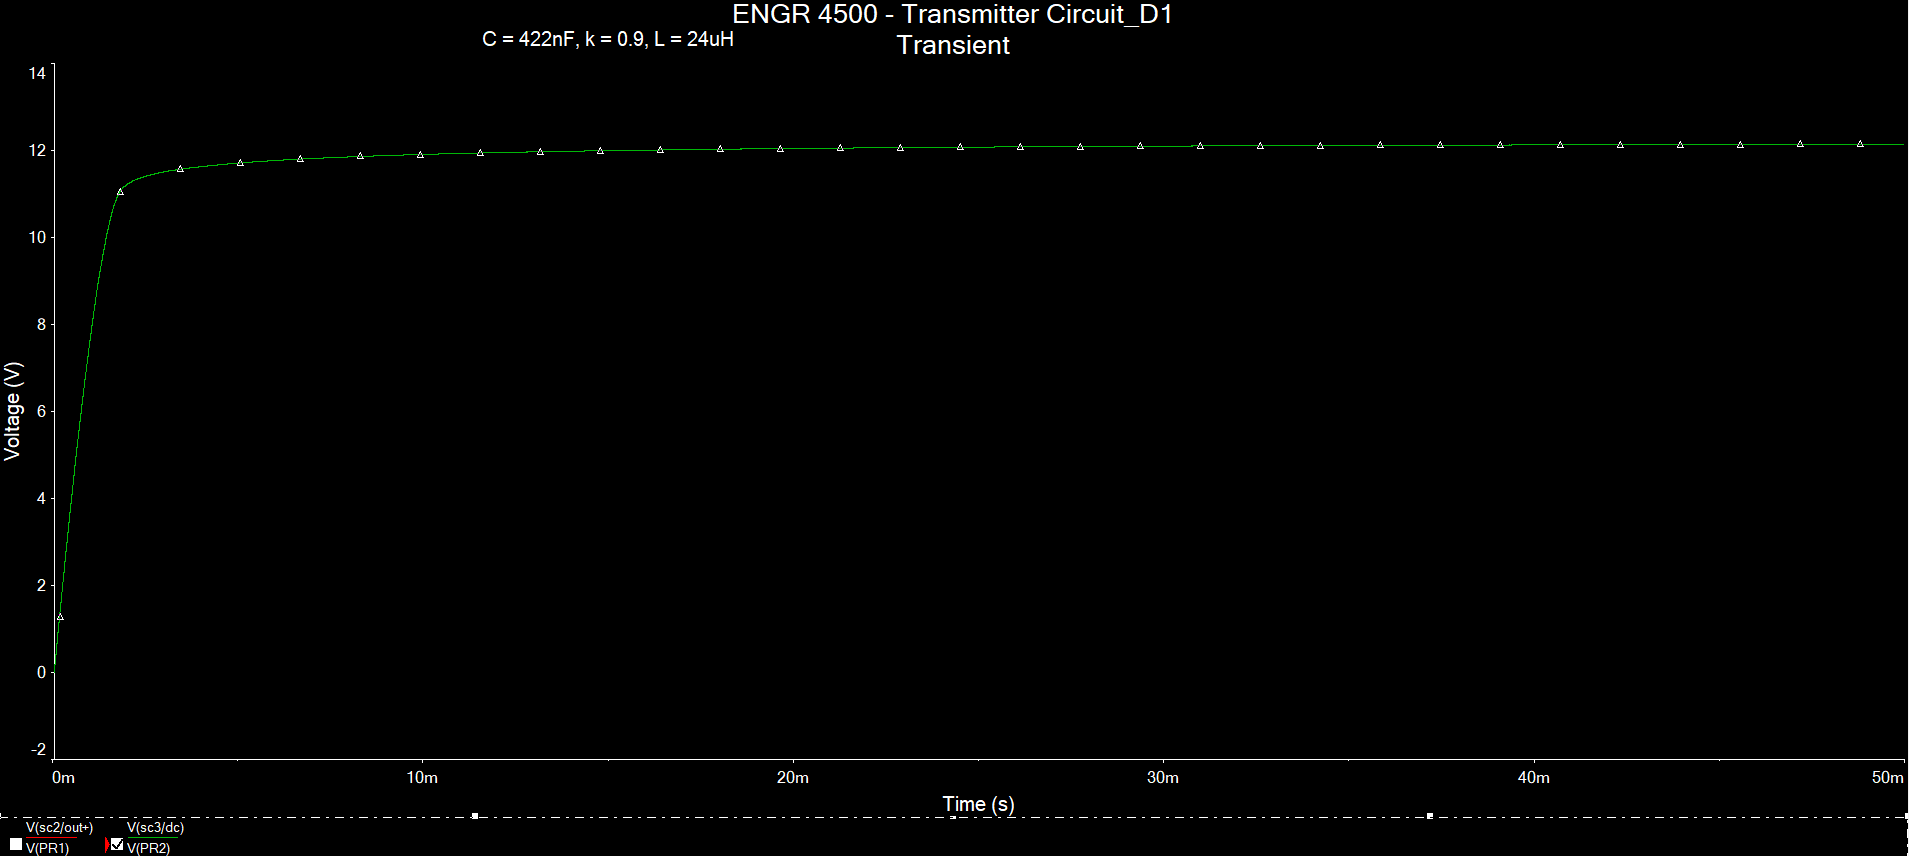 ENGR 4500 - Transmitter Circuit_D1
C = 422nF, k = 0.9, L = 24uH
Transient
14
12
10
8
6
4
2
0
-2
Voltage (V)
0m 10m 20m 30m 40m 50m
Time (s)
V(sc2/out+) V(sc3/dc)
V(PR1) V(PR2)